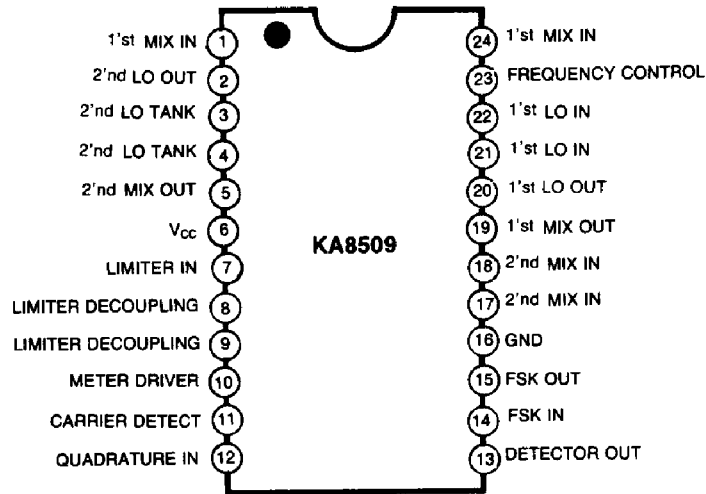 1'st MIX IN 1
2'nd LO OUT 2
2'nd LO TANK 3
2'nd LO TANK 4
2'nd MIX OUT 5
Vcc 6
LIMITER IN 7
LIMITER DECOUPLING 8
LIMITER DECOUPLING 9
METER DRIVER 10
CARRIER DETECT 11
QUADRATURE IN 12
KA8509
24 1'st MIX IN
23 FREQUENCY CONTROL
22 1'st LO IN
21 1'st LO IN
20 1'st LO OUT
19 1'st MIX OUT
18 2'nd MIX IN
17 2'nd MIX IN
16 GND
15 FSK OUT
14 FSK IN
13 DETECTOR OUT